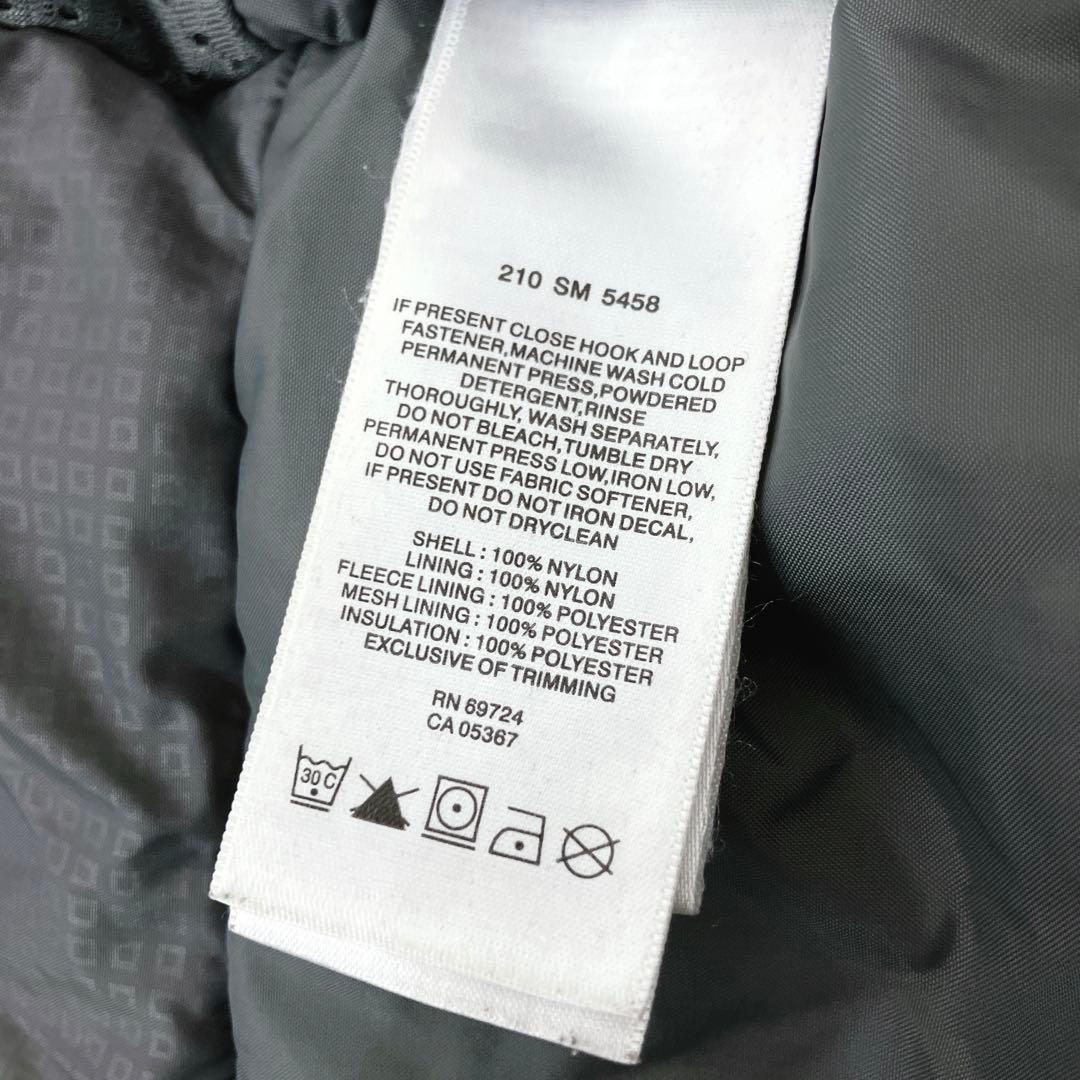 210 SM 5458
IF PRESENT CLOSE HOOK AND LOOP
FASTENER,MACHINE WASH COLD
PERMANENT PRESS,POWDERED
DETERGENT,RINSE
THOROUGHLY, WASH SEPARATELY,
DO NOT BLEACH,TUMBLE DRY
PERMANENT PRESS LOW,IRON LOW,
DO NOT USE FABRIC SOFTENER,
IF PRESENT DO NOT IRON DECAL,
DO NOT DRYCLEAN
SHELL : 100% NYLON
LINING : 100% NYLON
FLEECE LINING : 100% POLYESTER
MESH LINING : 100% POLYESTER
INSULATION : 100% POLYESTER
EXCLUSIVE OF TRIMMING
RN 69724
CA 05367
30 C